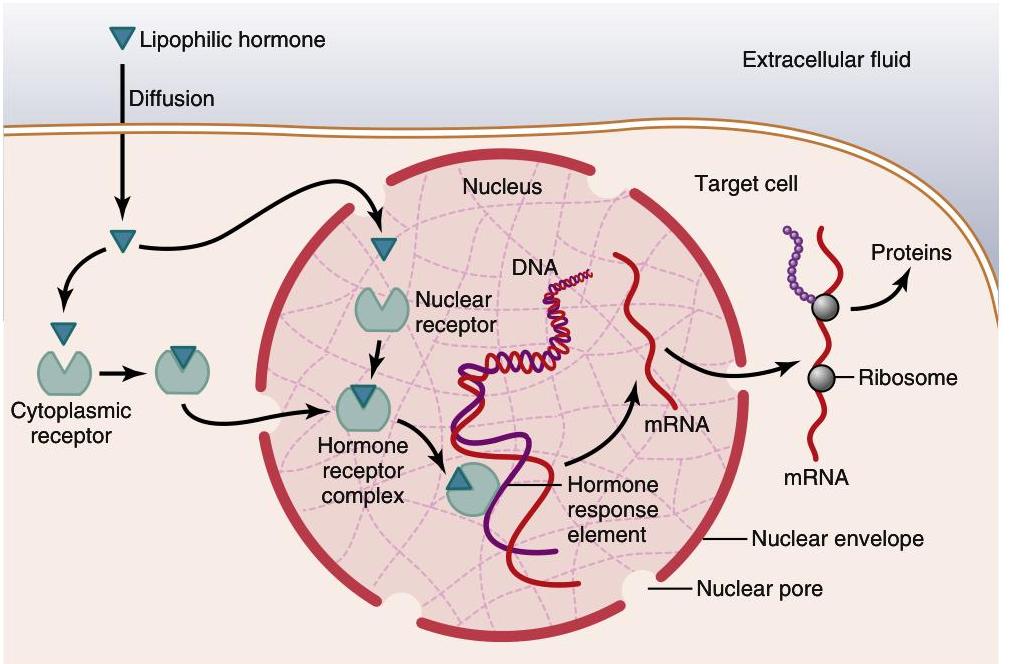 Lipophilic hormone
Extracellular fluid
Diffusion
Nucleus
Target cell
Proteins
DNA
Nuclear
receptor
Ribosome
Cytoplasmic
receptor
mRNA
Hormone
receptor
complex
mRNA
Hormone
response
element
Nuclear envelope
Nuclear pore